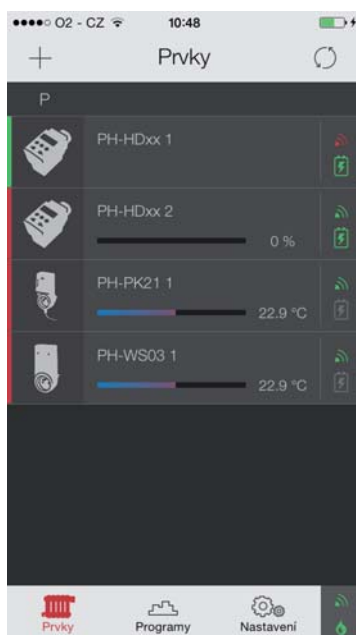 O2 - CZ 10:48
Prvky
P
PH-HDxx 1
PH-HDxx 2
0 %
PH-PK21 1
22.9 °C
PH-WS03 1
22.9 °C
Prvky Programy Nastavení